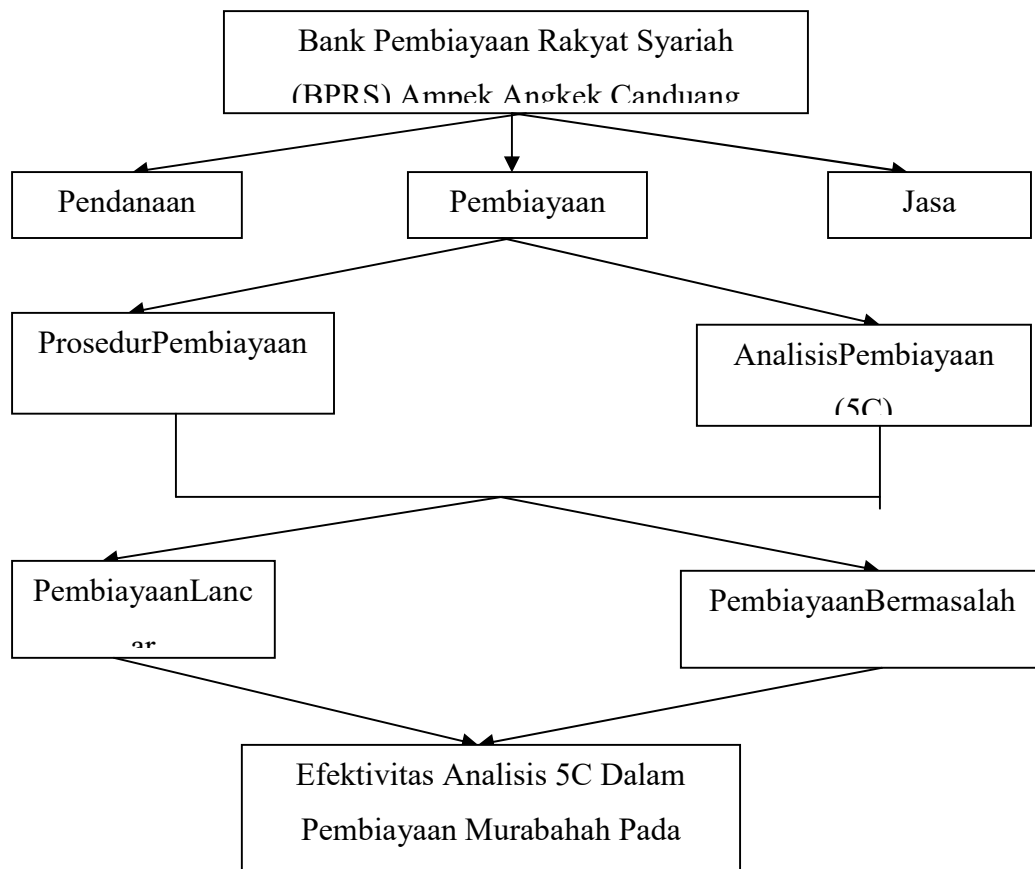 Bank Pembiayaan Rakyat Syariah
(BPRS) Ampek Angkek Canduang
Pendanaan
Pembiayaan
Jasa
ProsedurPembiayaan
AnalisisPembiayaan
(5C)
PembiayaanLanc
ar
PembiayaanBermasalah
Efektivitas Analisis 5C Dalam
Pembiayaan Murabahah Pada